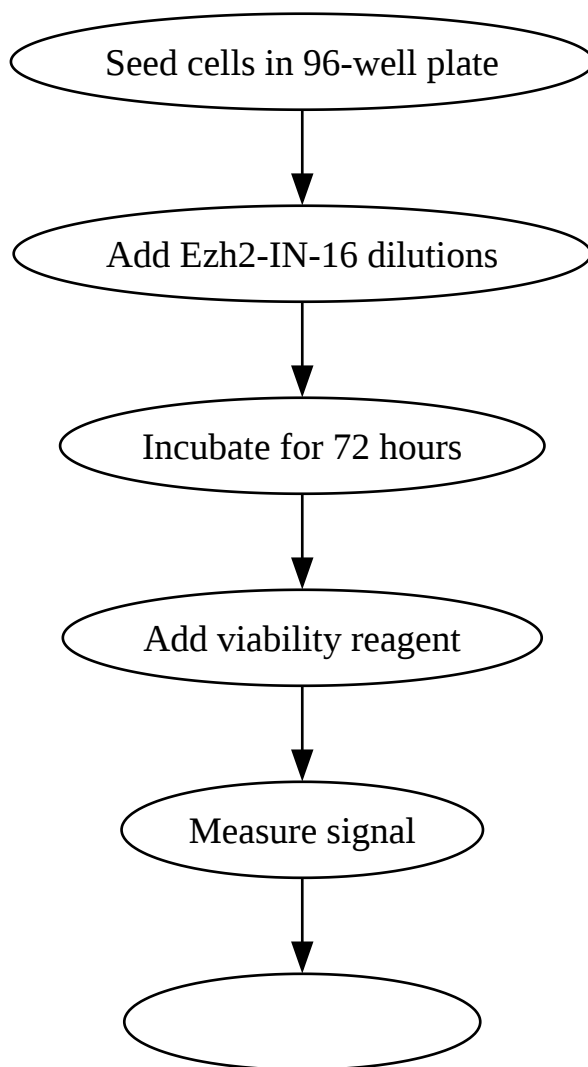 Seed cells in 96-well plate
Add Ezh2-IN-16 dilutions
Incubate for 72 hours
Add viability reagent
Measure signal